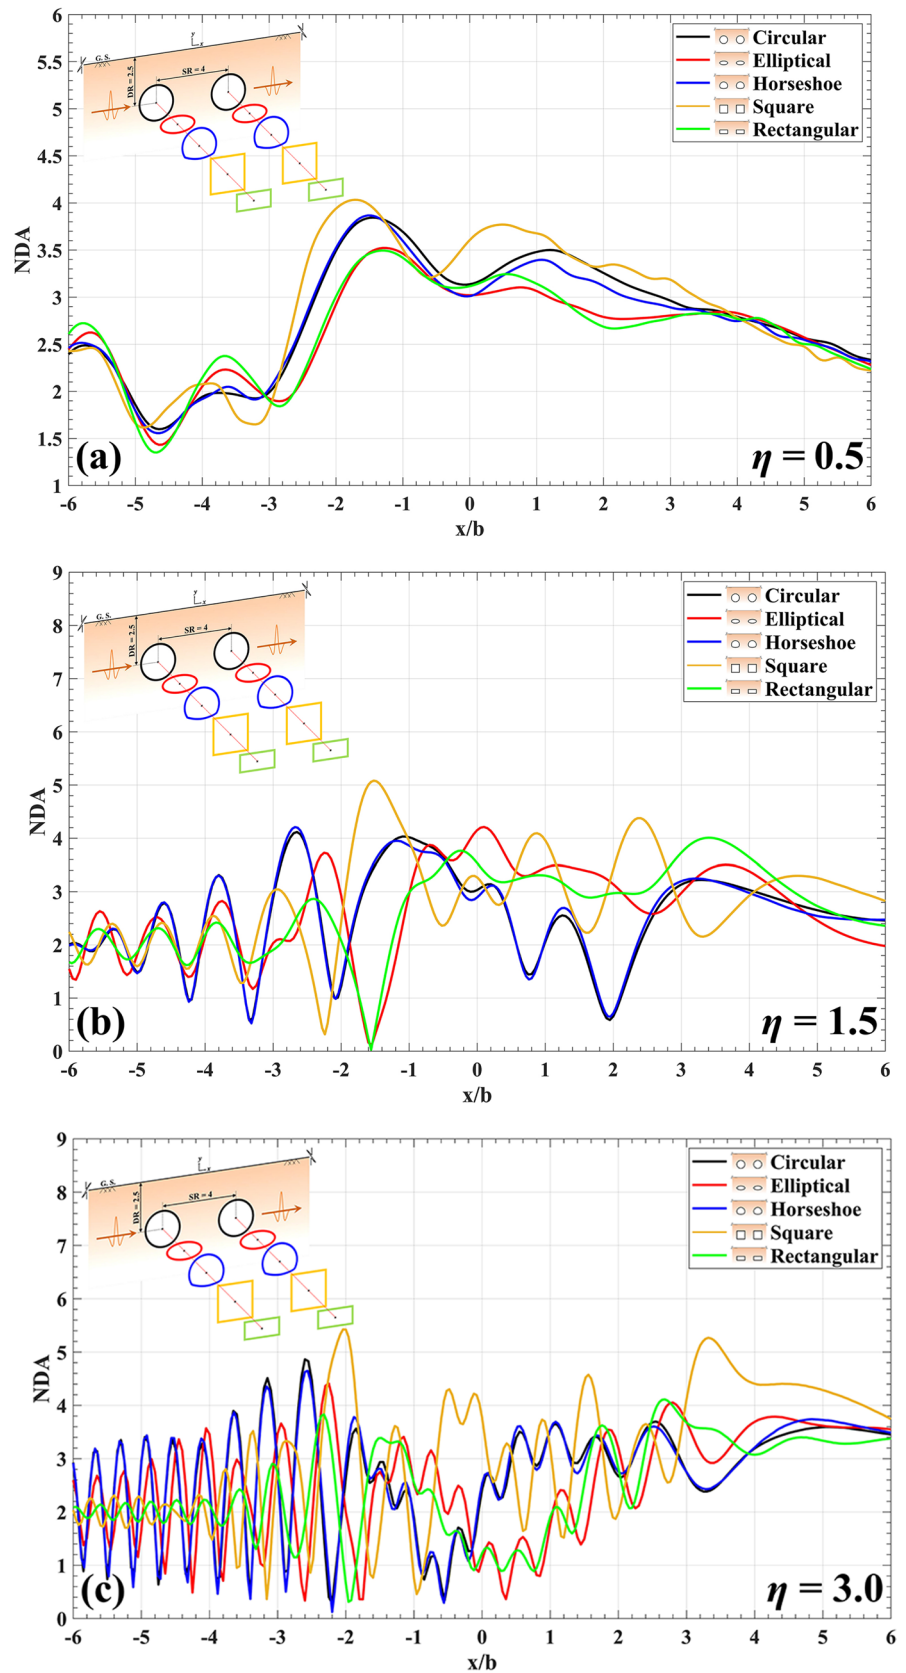 6
5.5
5
4.5
4
3.5
3
2.5
2
1.5
1
NDA
G. S.
y
x
SR = 4
DR = 2.5
Circular
Elliptical
Horseshoe
Square
Rectangular
(a)
η = 0.5
-6 -5 -4 -3 -2 -1 0 1 2 3 4 5 6
x/b
9
8
7
6
5
4
3
2
1
0
NDA
G. S.
y
x
SR = 4
DR = 2.5
Circular
Elliptical
Horseshoe
Square
Rectangular
(b)
η = 1.5
-6 -5 -4 -3 -2 -1 0 1 2 3 4 5 6
x/b
9
8
7
6
5
4
3
2
1
0
NDA
G. S.
y
x
SR = 4
DR = 2.5
Circular
Elliptical
Horseshoe
Square
Rectangular
(c)
η = 3.0
-6 -5 -4 -3 -2 -1 0 1 2 3 4 5 6
x/b